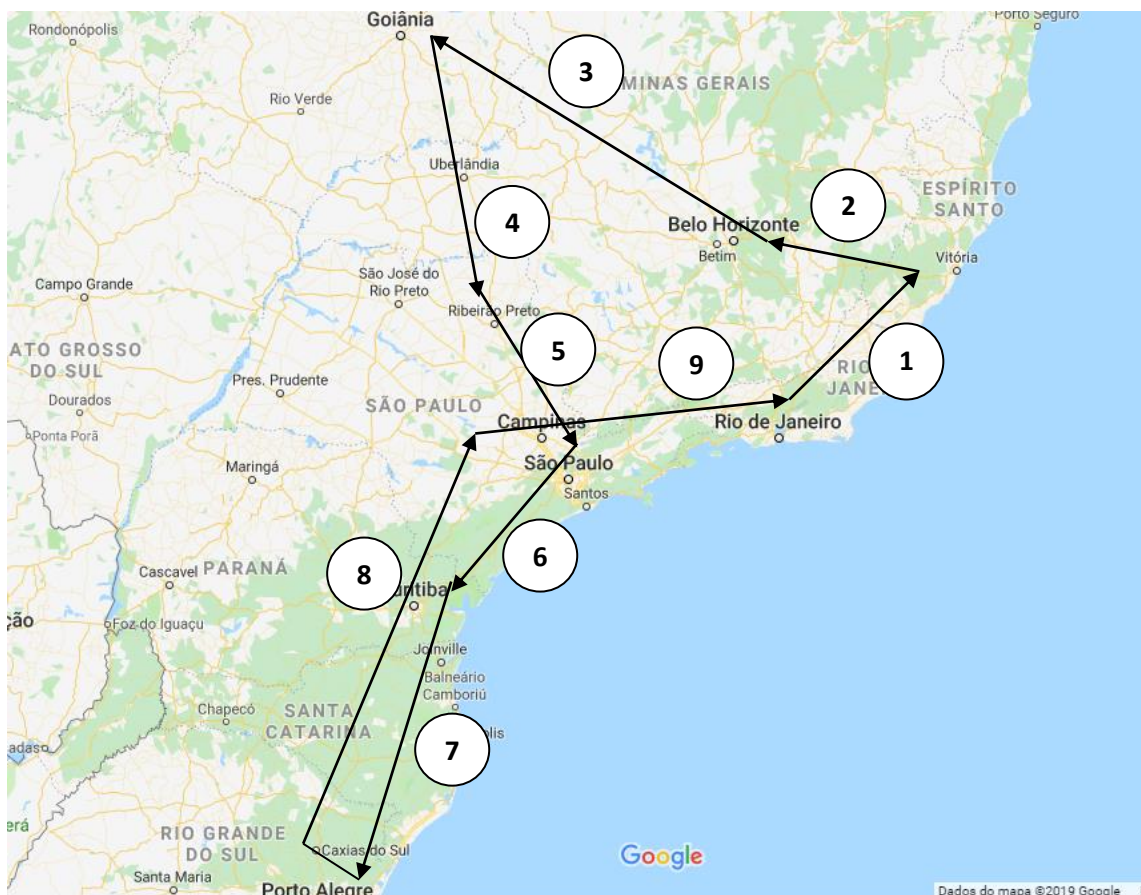 Goiânia
Porto Seguro
Rondonópolis
3
MINAS GERAIS
Rio Verde
Uberlândia
ESPÍRITO
SANTO
2
4
Belo Horizonte
Betim
Vitória
São José do
Rio Preto
Campo Grande
Ribeirão Preto
ATO GROSSO
DO SUL
5
9
1
RIO
JANE
Pres. Prudente
Dourados
SÃO PAULO
Campinas
Rio de Janeiro
Ponta Porã
São Paulo
Maringá
Santos
6
8
PARANÁ
Cascavel
uritiba
ção
Foz do Iguaçu
Joinville
Balneário
Camboriú
Chapecó
SANTA
CATARINA
7
olis
adas
erá
RIO GRANDE
DO SUL
Caxias do Sul
Google
Santa Maria
Porto Alegre
Dados do mapa ©2019 Google